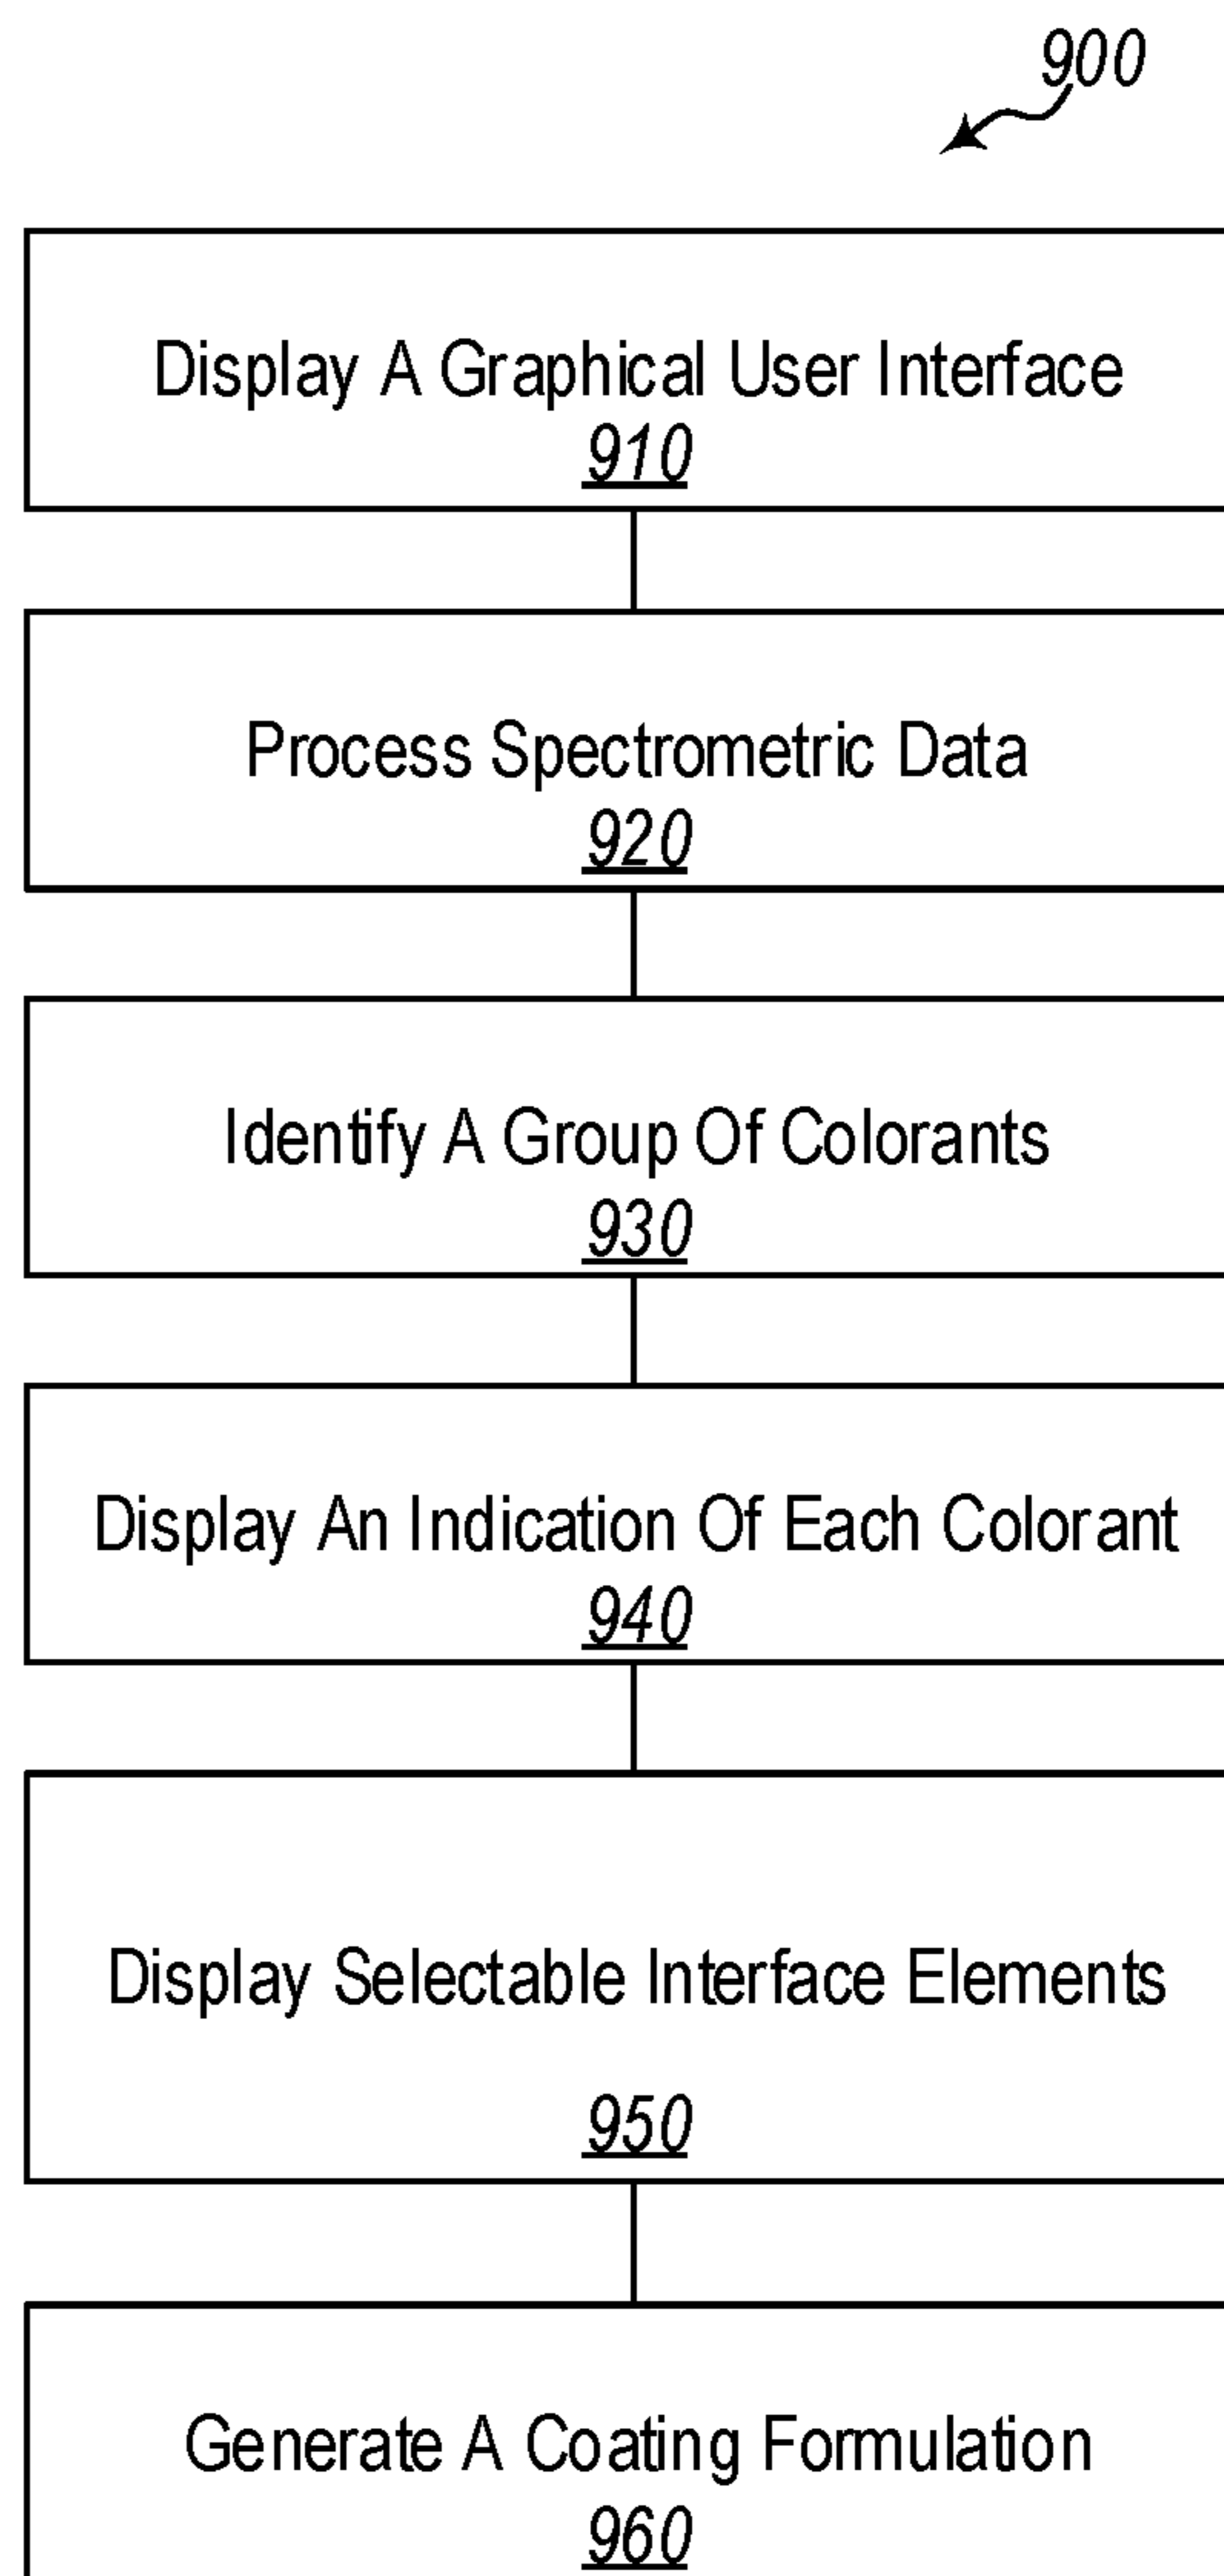 900
Display A Graphical User Interface
910
Process Spectrometric Data
920
Identify A Group Of Colorants
930
Display An Indication Of Each Colorant
940
Display Selectable Interface Elements
950
Generate A Coating Formulation
960